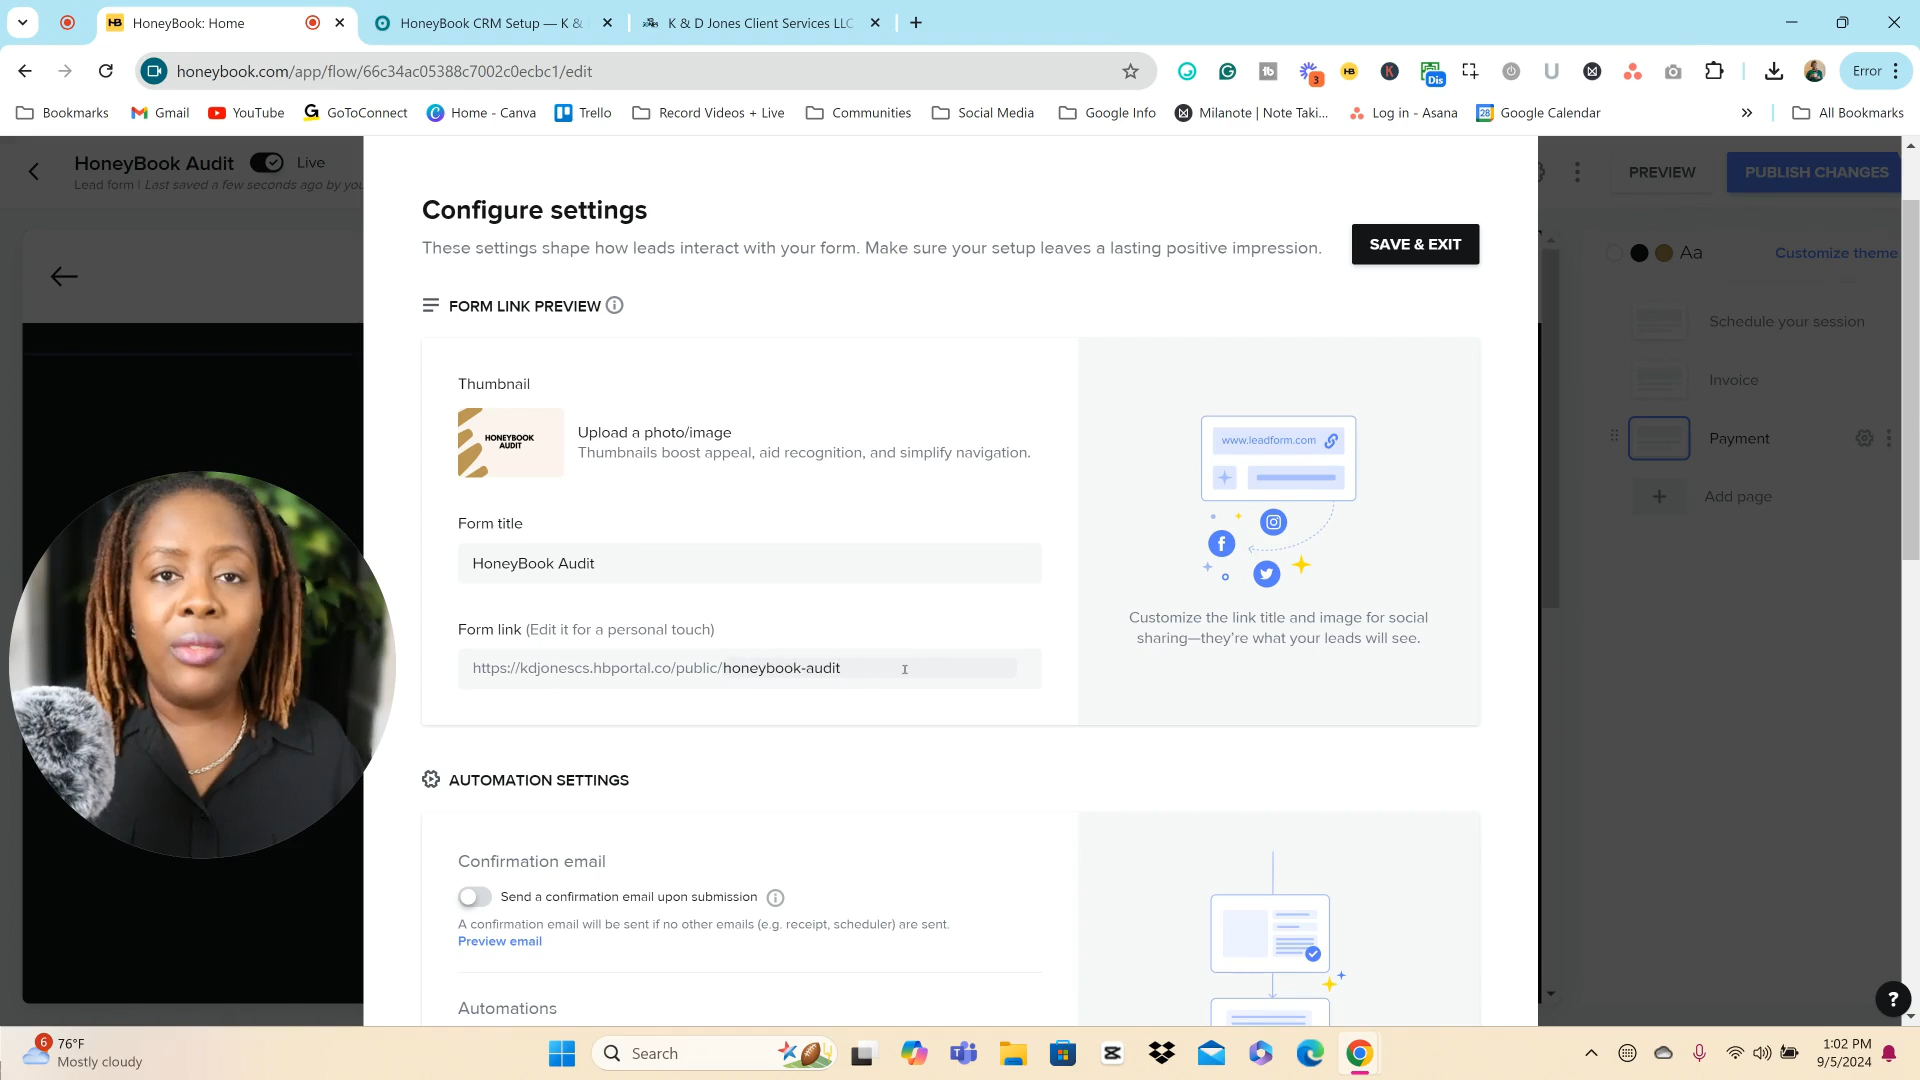 HoneyBook: Home
HoneyBook CRM Setup — K &
K & D Jones Client Services LLC
honeybook.com/app/flow/66c34ac05388c7002c0ecbc1/edit
Error
Bookmarks
Gmail
YouTube
GoToConnect
Home - Canva
Trello
Record Videos + Live
Communities
Social Media
Google Info
Milanote | Note Taki...
Log in - Asana
Google Calendar
All Bookmarks
HoneyBook Audit
Live
Lead form | Last saved a few seconds ago by you
PREVIEW
PUBLISH CHANGES
Configure settings
These settings shape how leads interact with your form. Make sure your setup leaves a lasting positive impression.
SAVE & EXIT
Aa
Customize theme
FORM LINK PREVIEW
Schedule your session
Invoice
Payment
Add page
Thumbnail
HONEYBOOK
AUDIT
Upload a photo/image
Thumbnails boost appeal, aid recognition, and simplify navigation.
www.leadform.com
Form title
HoneyBook Audit
Customize the link title and image for social
sharing—they're what your leads will see.
Form link (Edit it for a personal touch)
https://kdjonescs.hbportal.co/public/honeybook-audit
AUTOMATION SETTINGS
Confirmation email
Send a confirmation email upon submission
A confirmation email will be sent if no other emails (e.g. receipt, scheduler) are sent.
Preview email
Automations
?
6
76°F
Mostly cloudy
Search
1:02 PM
9/5/2024